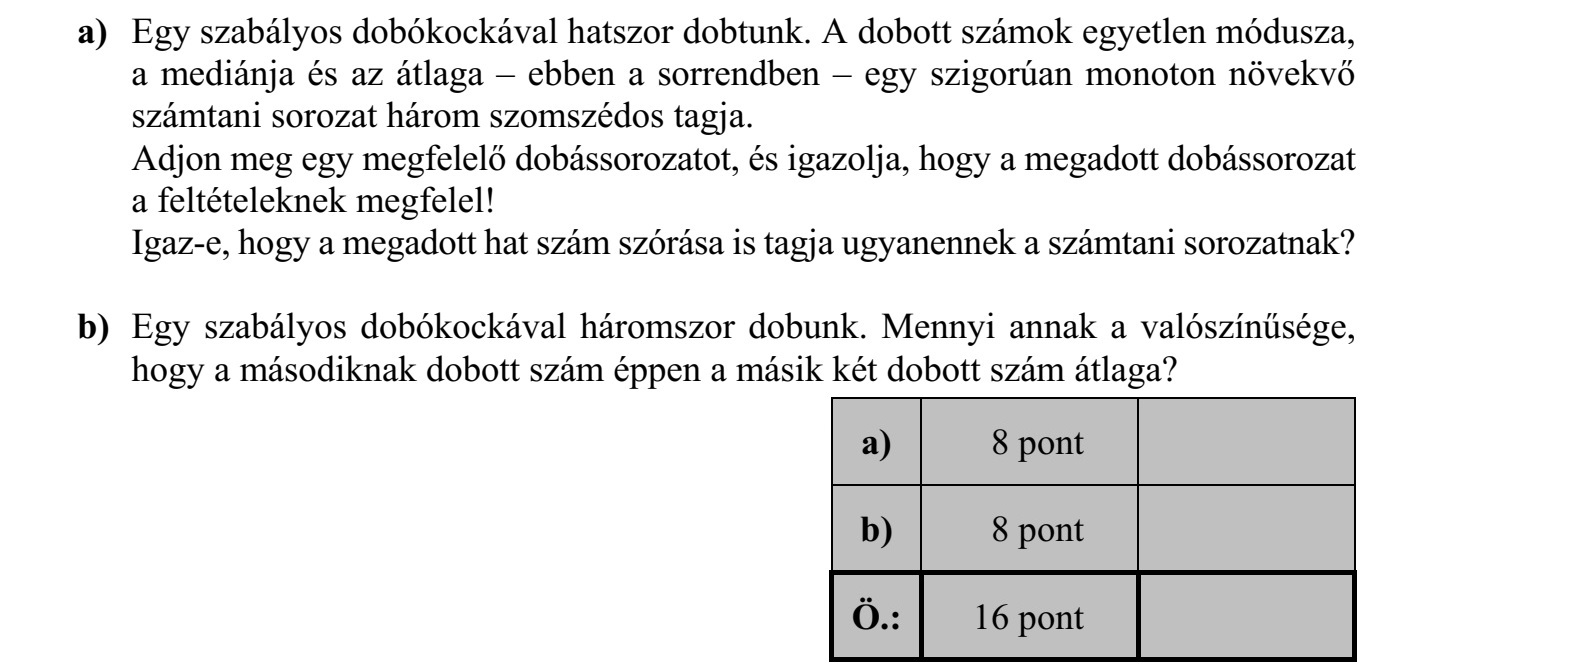 a) Egy szabályos dobókockával hatszor dobtunk. A dobott számok egyetlen módusza,
a mediánja és az átlaga – ebben a sorrendben – egy szigorúan monoton növekvő
számtani sorozat három szomszédos tagja.
Adjon meg egy megfelelő dobássorozatot, és igazolja, hogy a megadott dobássorozat
a feltételeknek megfelel!
Igaz-e, hogy a megadott hat szám szórása is tagja ugyanennek a számtani sorozatnak?
b) Egy szabályos dobókockával háromszor dobunk. Mennyi annak a valószínűsége,
hogy a másodiknak dobott szám éppen a másik két dobott szám átlaga?
a) 8 pont
b) 8 pont
Ö.: 16 pont